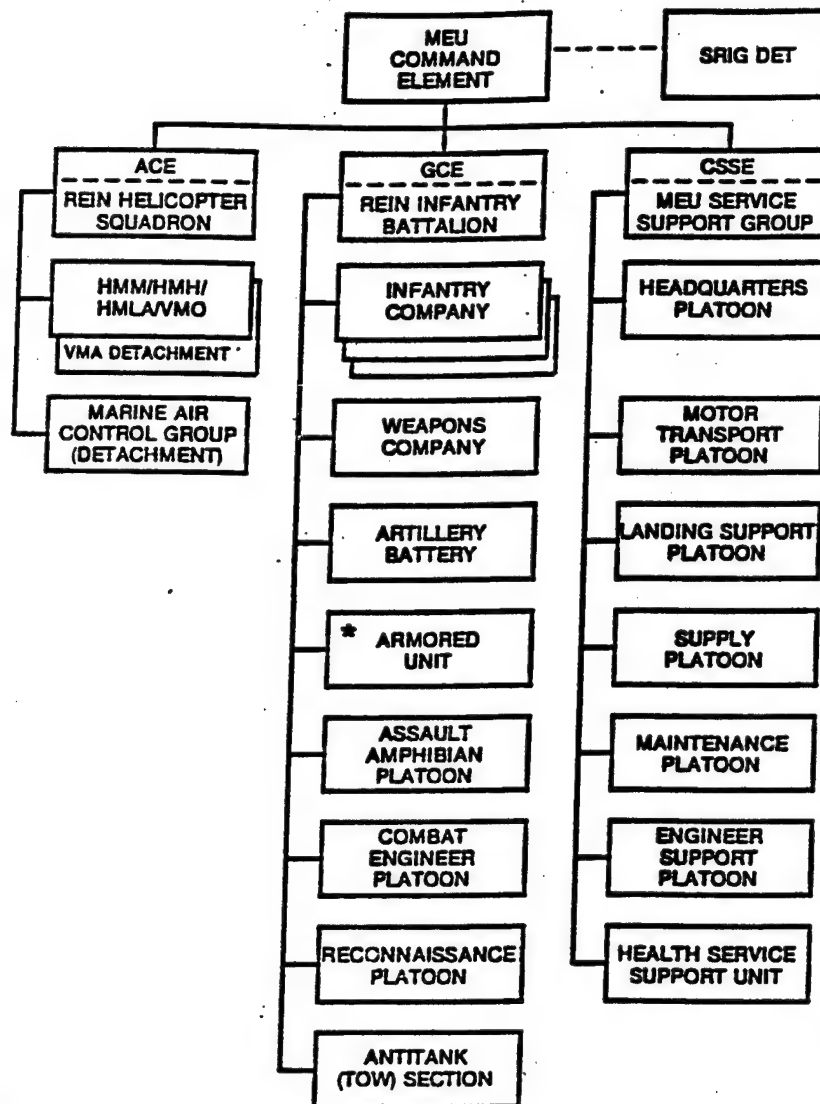 MEU
COMMAND
ELEMENT
SRIG DET
ACE
REIN HELICOPTER
SQUADRON
HMM/HMH/
HMLA/VMO
VMA DETACHMENT
MARINE AIR
CONTROL GROUP
(DETACHMENT)
GCE
REIN INFANTRY
BATTALION
INFANTRY
COMPANY
WEAPONS
COMPANY
ARTILLERY
BATTERY
* ARMORED
UNIT
ASSAULT
AMPHIBIAN
PLATOON
COMBAT
ENGINEER
PLATOON
RECONNAISSANCE
PLATOON
ANTITANK
(TOW) SECTION
CSSE
MEU SERVICE
SUPPORT GROUP
HEADQUARTERS
PLATOON
MOTOR
TRANSPORT
PLATOON
LANDING SUPPORT
PLATOON
SUPPLY
PLATOON
MAINTENANCE
PLATOON
ENGINEER
SUPPORT
PLATOON
HEALTH SERVICE
SUPPORT UNIT